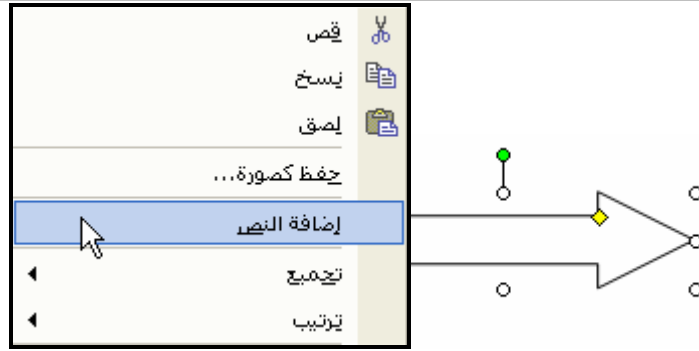 قص
نسخ
لصق
حفظ كصورة...
إضافة النص
تجميع
ترتيب